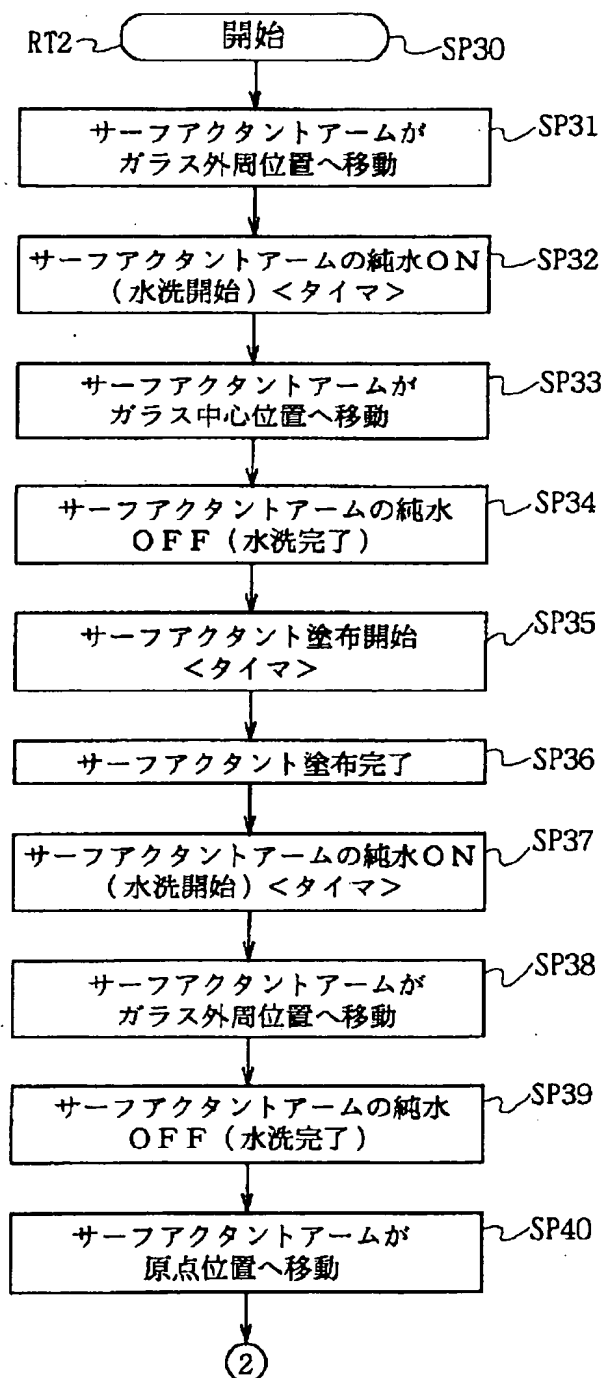 RT2 開始 SP30
サーフアクタントアームが SP31
ガラス外周位置へ移動
サーフアクタントアームの純水ON SP32
(水洗開始)<タイマ>
サーフアクタントアームが SP33
ガラス中心位置へ移動
サーフアクタントアームの純水 SP34
OFF(水洗完了)
サーフアクタント塗布開始 SP35
<タイマ>
サーフアクタント塗布完了 SP36
サーフアクタントアームの純水ON SP37
(水洗開始)<タイマ>
サーフアクタントアームが SP38
ガラス外周位置へ移動
サーフアクタントアームの純水 SP39
OFF(水洗完了)
サーフアクタントアームが SP40
原点位置へ移動
2